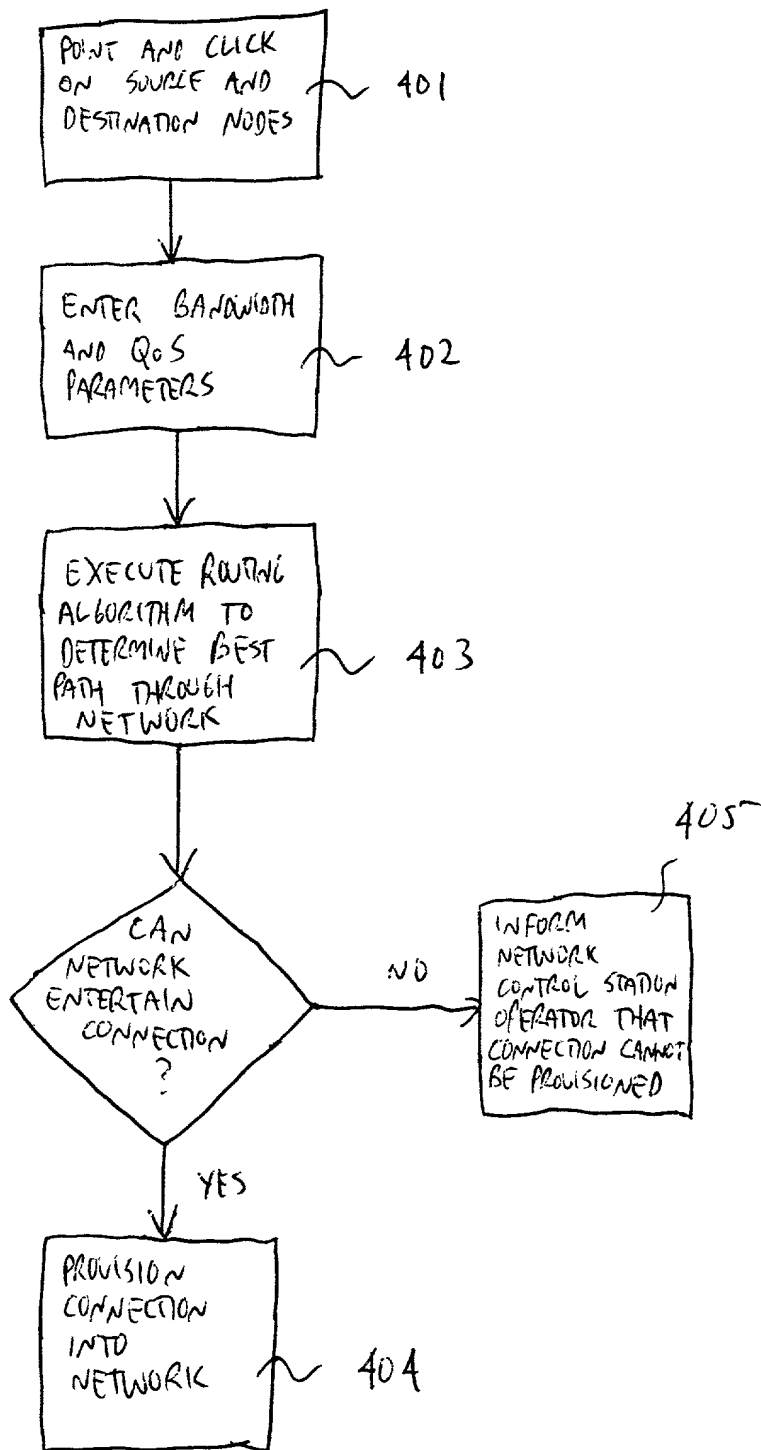 POINT AND CLICK
ON SOURCE AND
DESTINATION NODES
401
ENTER BANDWIDTH
AND QoS
PARAMETERS
402
EXECUTE ROUTING
ALGORITHM TO
DETERMINE BEST
PATH THROUGH
NETWORK
403
CAN
NETWORK
ENTERTAIN
CONNECTION
?
NO
405
INFORM
NETWORK
CONTROL STATION
OPERATOR THAT
CONNECTION CANNOT
BE PROVISIONED
YES
PROVISION
CONNECTION
INTO
NETWORK
404